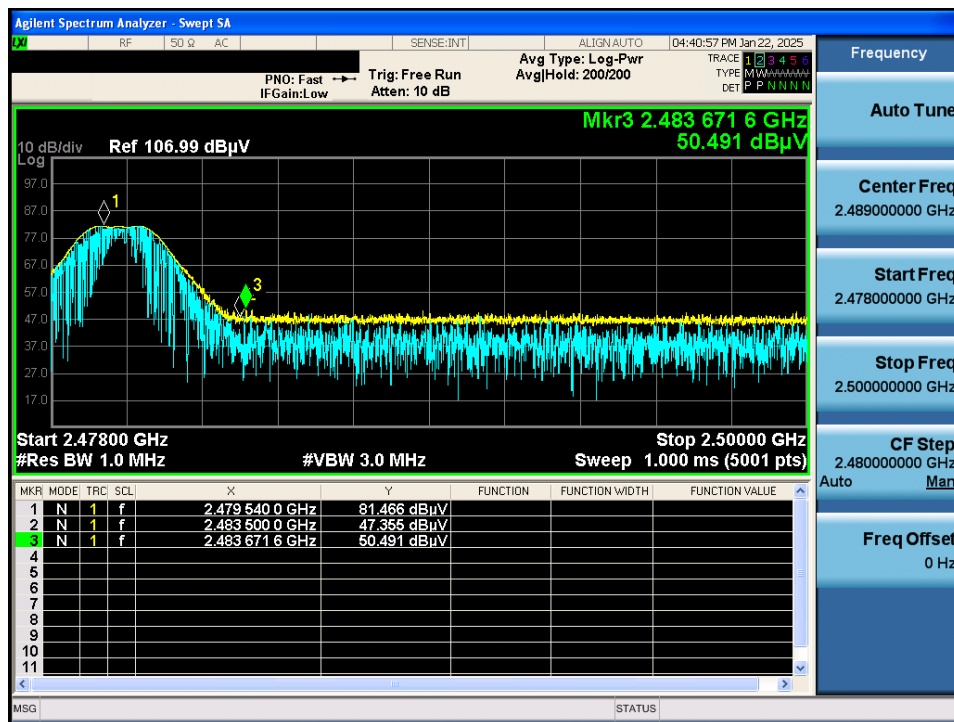 Agilent Spectrum Analyzer - Swept SA
LXI RF 50 Ω AC SENSE:INT ALIGNAUTO 04:40:57 PM Jan 22, 2025
PNO: Fast
IFGain:Low
Trig: Free Run
Atten: 10 dB
Avg Type: Log-Pwr
Avg|Hold: 200/200
TRACE 1 2 3 4 5 6
TYPE MWWWWW
DET P P N N N N
Mkr3 2.483 671 6 GHz
50.491 dBµV
10 dB/div Ref 106.99 dBµV
Log
97.0
87.0
77.0
67.0
57.0
47.0
37.0
27.0
17.0
1
3
Start 2.47800 GHz Stop 2.50000 GHz
#Res BW 1.0 MHz #VBW 3.0 MHz Sweep 1.000 ms (5001 pts)
MKR MODE TRC SCL X Y FUNCTION FUNCTION WIDTH FUNCTION VALUE
1 N 1 f 2.479 540 0 GHz 81.466 dBµV
2 N 1 f 2.483 500 0 GHz 47.355 dBµV
3 N 1 f 2.483 671 6 GHz 50.491 dBµV
4
5
6
7
8
9
10
11
MSG STATUS
Frequency
Auto Tune
Center Freq
2.489000000 GHz
Start Freq
2.478000000 GHz
Stop Freq
2.500000000 GHz
CF Step
2.480000000 GHz
Auto Man
Freq Offset
0 Hz